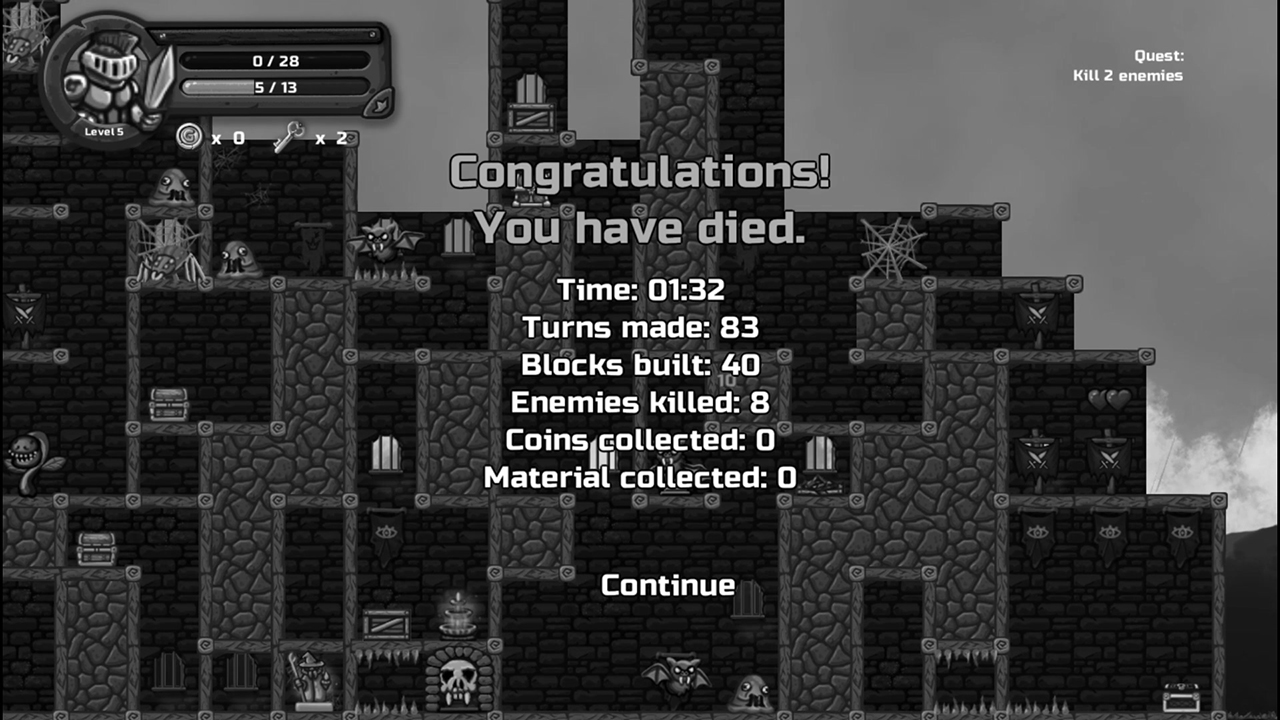 0 / 28
5 / 13
Level 5
x 0
x 2
Quest:
Kill 2 enemies
Congratulations!
You have died.
Time: 01:32
Turns made: 83
Blocks built: 40
10
Enemies killed: 8
Coins collected: 0
Material collected: 0
Continue